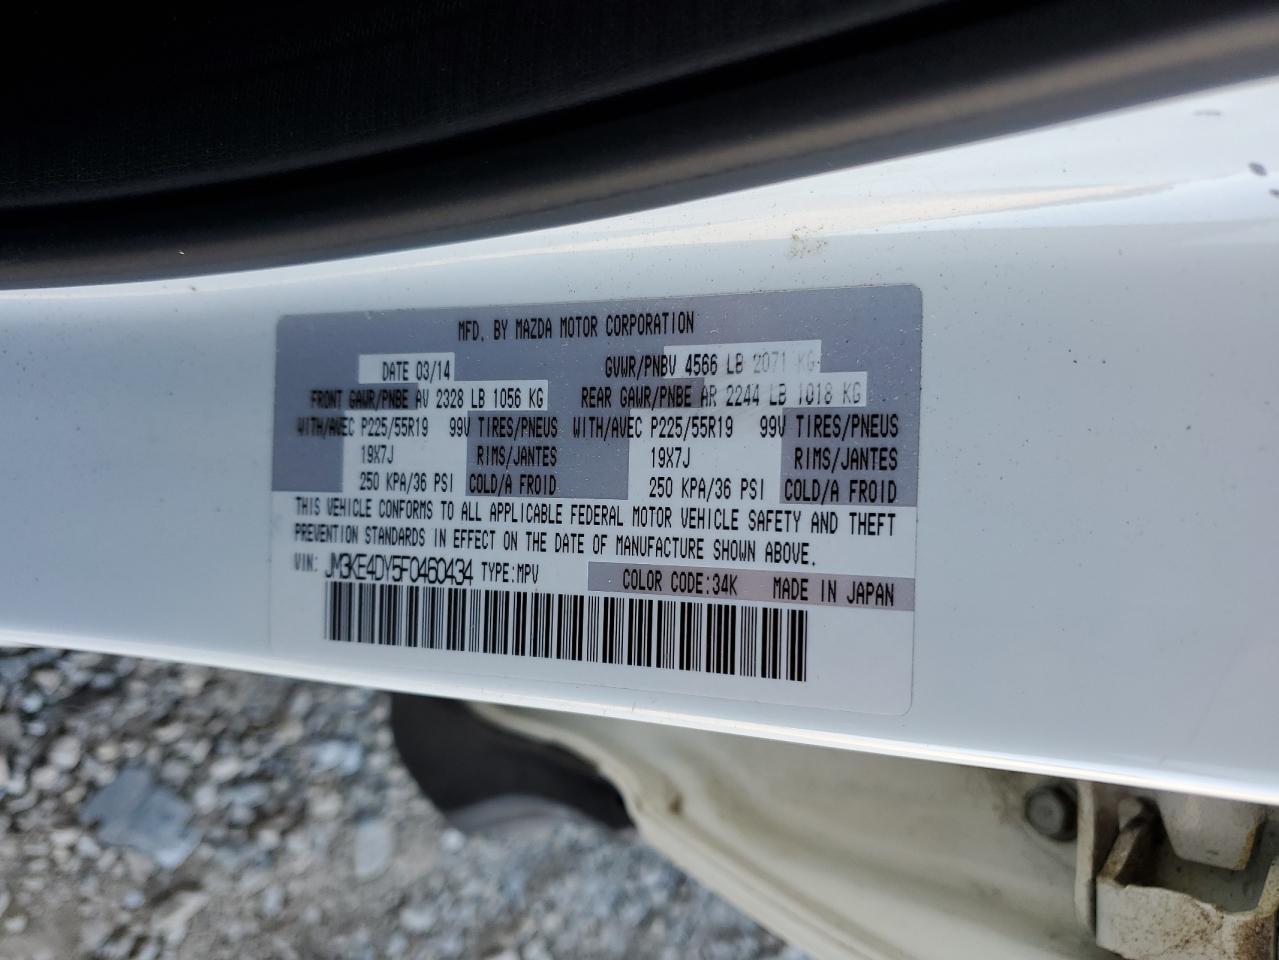 MFD. BY MAZDA MOTOR CORPORATION
DATE 03/14 GVWR/PNBV 4566 LB 2071 KG
FRONT GAWR/PNBE AV 2328 LB 1056 KG REAR GAWR/PNBE AR 2244 LB 1018 KG
WITH/AVEC P225/55R19 99V TIRES/PNEUS WITH/AVEC P225/55R19 99V TIRES/PNEUS
19X7J RIMS/JANTES 19X7J RIMS/JANTES
250 KPA/36 PSI COLD/A FROID 250 KPA/36 PSI COLD/A FROID
THIS VEHICLE CONFORMS TO ALL APPLICABLE FEDERAL MOTOR VEHICLE SAFETY AND THEFT
PREVENTION STANDARDS IN EFFECT ON THE DATE OF MANUFACTURE SHOWN ABOVE.
VIN: JM3KE4DY5F0460434 TYPE:MPV COLOR CODE:34K MADE IN JAPAN